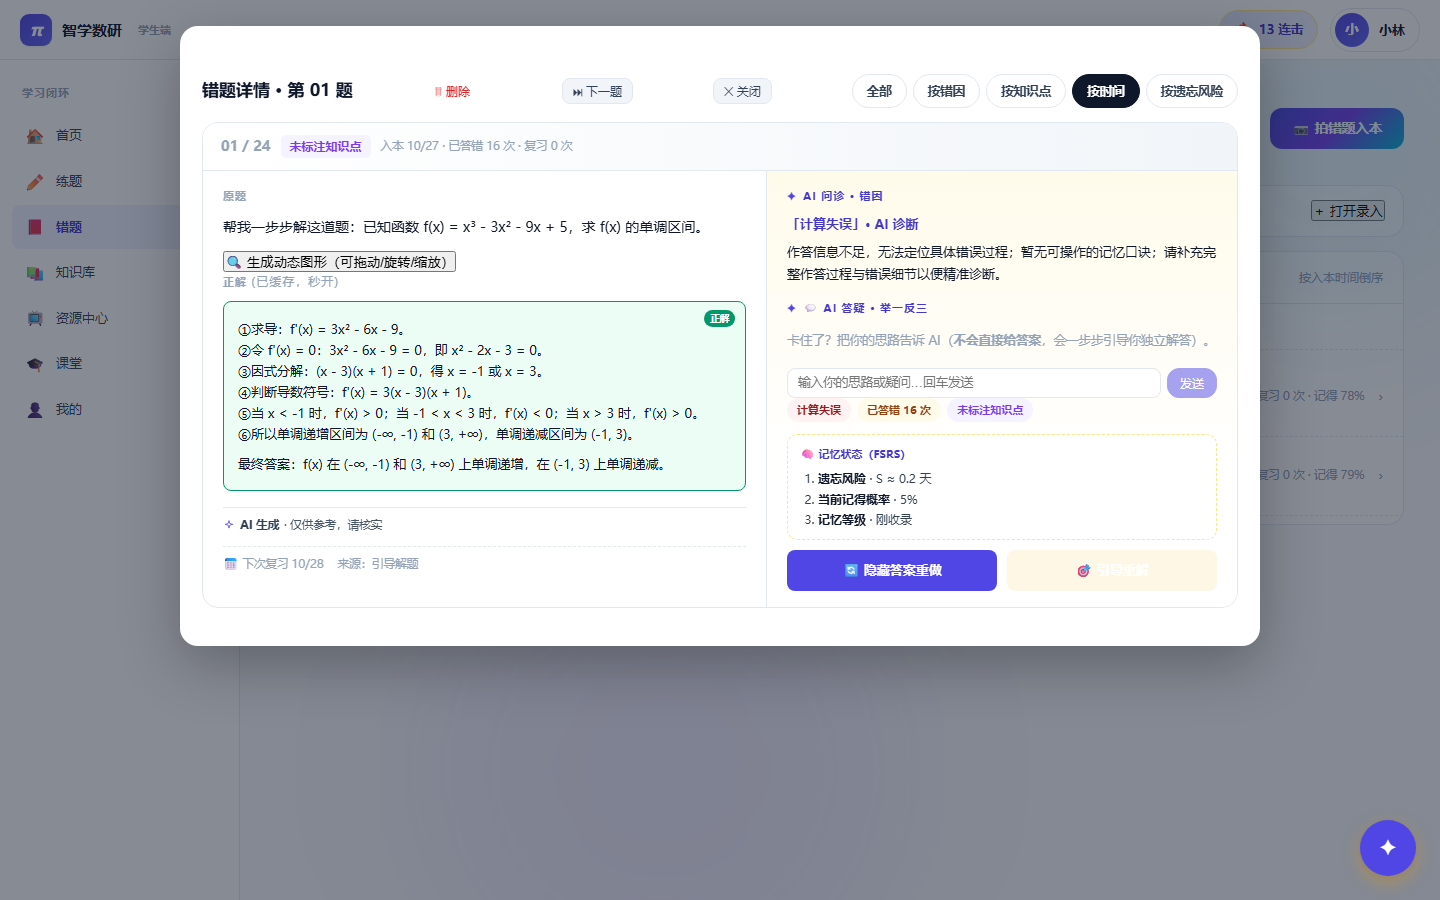 π 智学数研 学生端
13 连击
小 小林
学习闭环
首页
练题
错题
知识库
资源中心
课堂
我的
错题详情 • 第 01 题
删除
⏭ 下一题
✕ 关闭
全部
按错因
按知识点
按时间
按遗忘风险
拍错题入本
+ 打开录入
按入本时间倒序
复习 0 次 · 记得 78% ›
复习 0 次 · 记得 79% ›
01 / 24 未标注知识点 入本 10/27 · 已答错 16 次 · 复习 0 次
原题
帮我一步步解这道题：已知函数 f(x) = x³ - 3x² - 9x + 5，求 f(x) 的单调区间。
生成动态图形（可拖动/旋转/缩放）
正解 (已缓存，秒开)
正解
①求导：f'(x) = 3x² - 6x - 9。
②令 f'(x) = 0：3x² - 6x - 9 = 0，即 x² - 2x - 3 = 0。
③因式分解：(x - 3)(x + 1) = 0，得 x = -1 或 x = 3。
④判断导数符号：f'(x) = 3(x - 3)(x + 1)。
⑤当 x < -1 时，f'(x) > 0；当 -1 < x < 3 时，f'(x) < 0；当 x > 3 时，f'(x) > 0。
⑥所以单调递增区间为 (-∞, -1) 和 (3, +∞)，单调递减区间为 (-1, 3)。
最终答案：f(x) 在 (-∞, -1) 和 (3, +∞) 上单调递增，在 (-1, 3) 上单调递减。
✧ AI 生成 · 仅供参考，请核实
下次复习 10/28 来源：引导解题
✦ AI 问诊 • 错因
「计算失误」• AI 诊断
作答信息不足，无法定位具体错误过程；暂无可操作的记忆口诀；请补充完
整作答过程与错误细节以便精准诊断。
✦ AI 答疑 • 举一反三
卡住了？把你的思路告诉 AI（不会直接给答案，会一步步引导你独立解答）。
输入你的思路或疑问…回车发送
发送
计算失误 已答错 16 次 未标注知识点
记忆状态（FSRS）
1. 遗忘风险 · S ≈ 0.2 天
2. 当前记得概率 · 5%
3. 记忆等级 · 刚收录
隐藏答案重做
引导重解